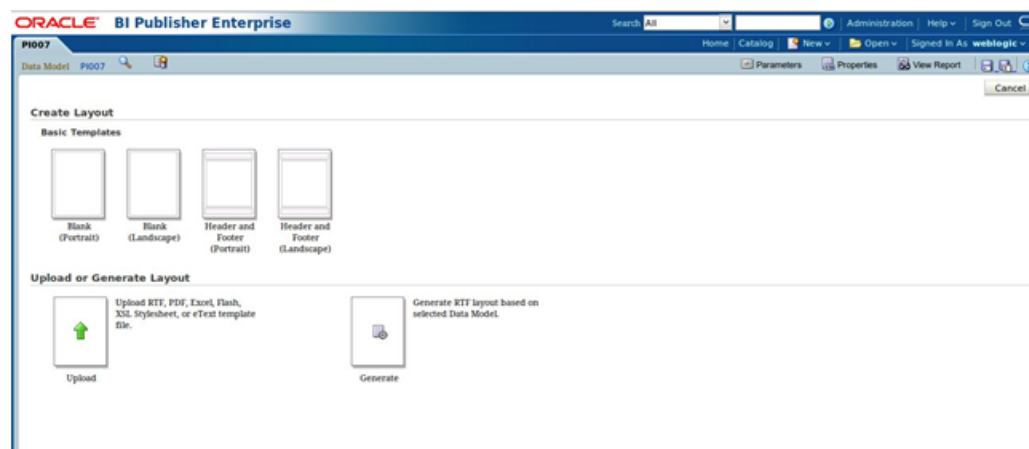 ORACLE BI Publisher Enterprise Search All Administration Help Sign Out
PI007 Home Catalog New Open Signed In As weblogic
Data Model PI007 Parameters Properties View Report
Cancel
Create Layout
Basic Templates
Blank (Portrait)
Blank (Landscape)
Header and Footer (Portrait)
Header and Footer (Landscape)
Upload or Generate Layout
Upload RTF, PDF, Excel, Flash,
XSL Stylesheet, or eText template
file.
Upload
Generate RTF layout based on
selected Data Model.
Generate